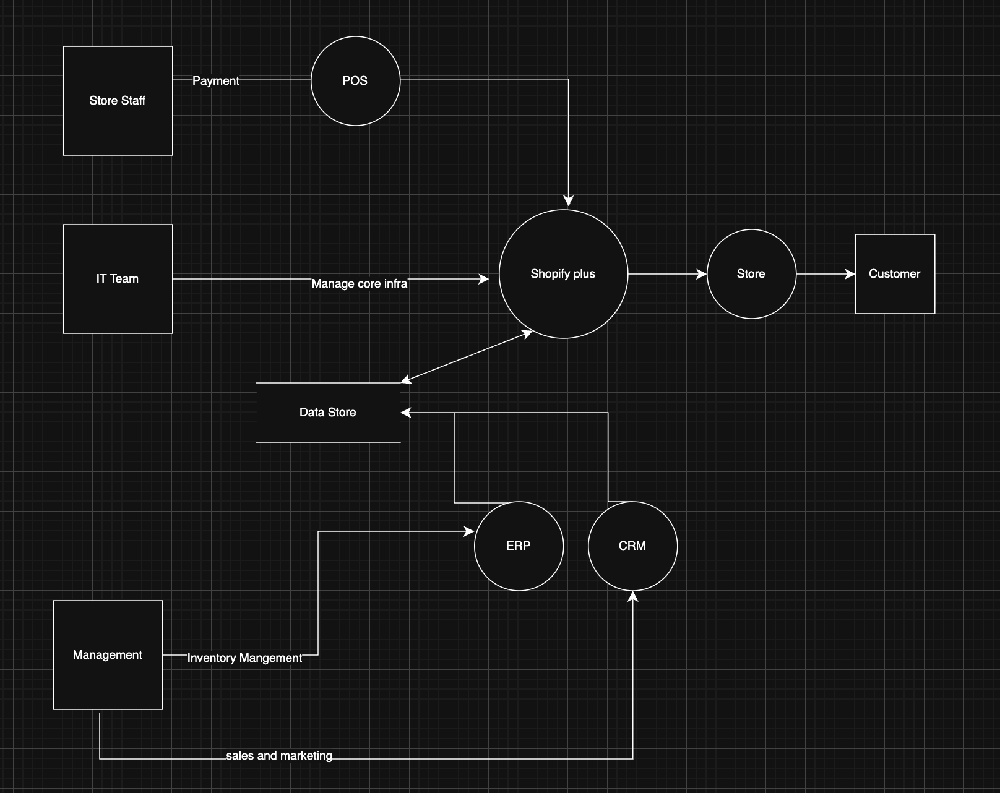 Store Staff
Payment
POS
IT Team
Manage core infra
Shopify plus
Store
Customer
Data Store
ERP
CRM
Management
Inventory Mangement
sales and marketing